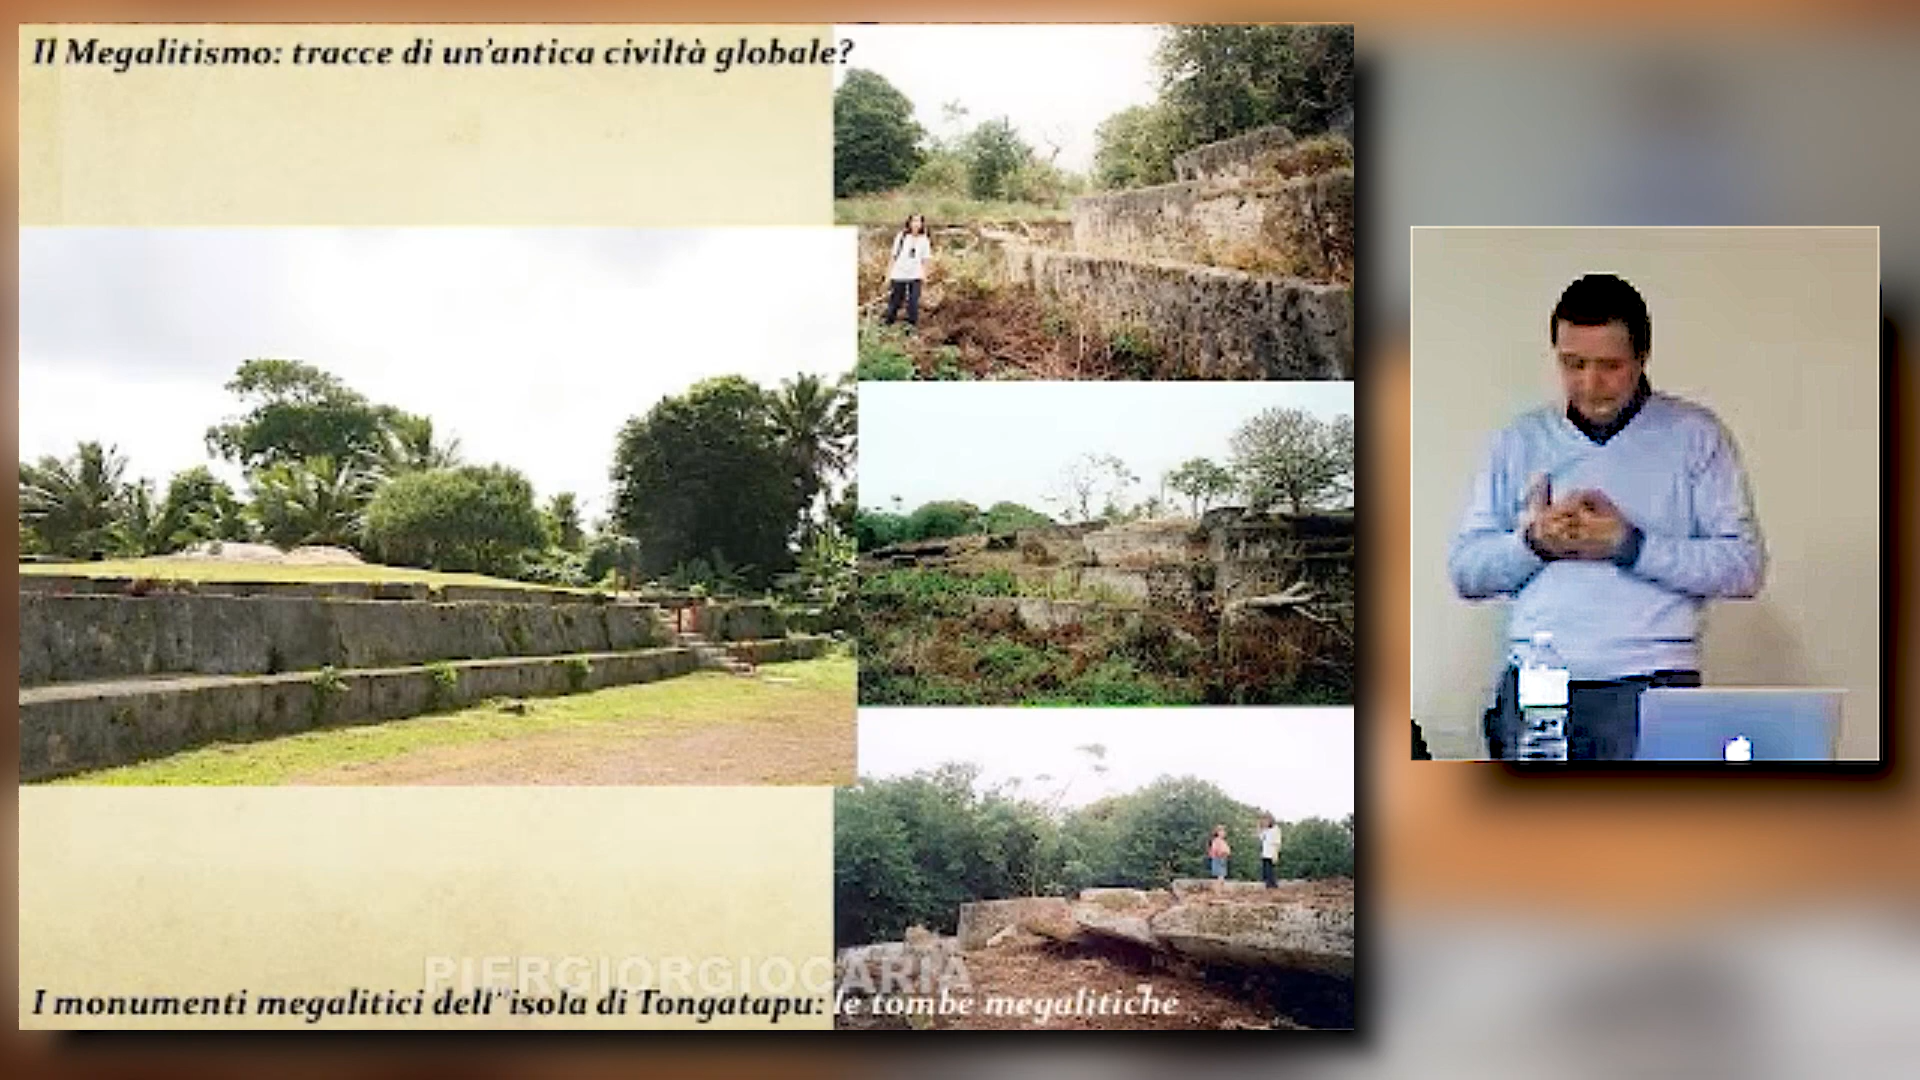 Il Megalitismo: tracce di un'antica civiltà globale?
PIERGIORGIOCARIA
I monumenti megalitici dell''isola di Tongatapu: le tombe megalitiche